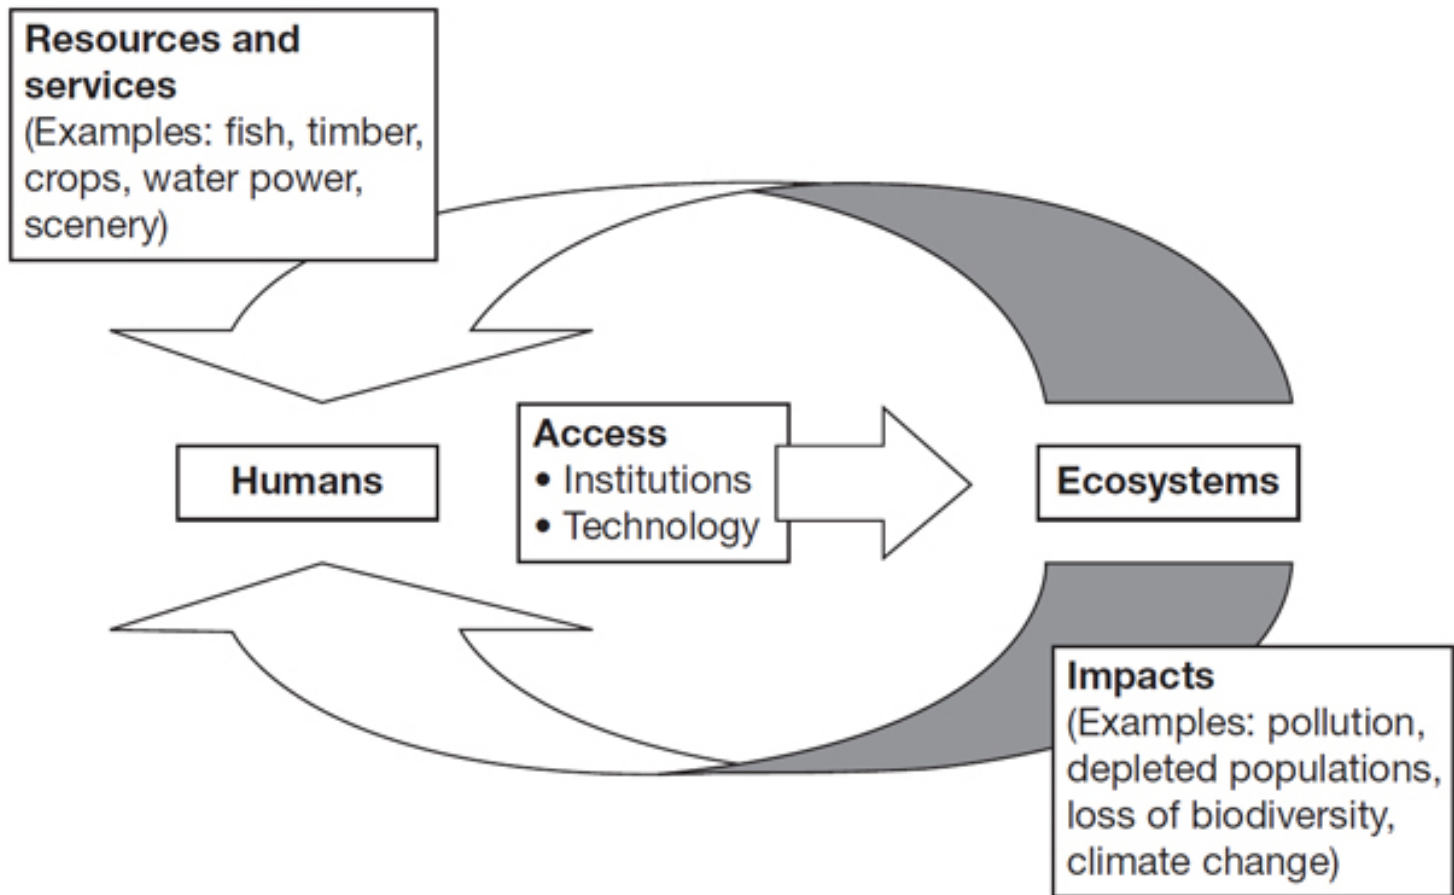 Resources and
services
(Examples: fish, timber,
crops, water power,
scenery)
Humans
Access
• Institutions
• Technology
Ecosystems
Impacts
(Examples: pollution,
depleted populations,
loss of biodiversity,
climate change)